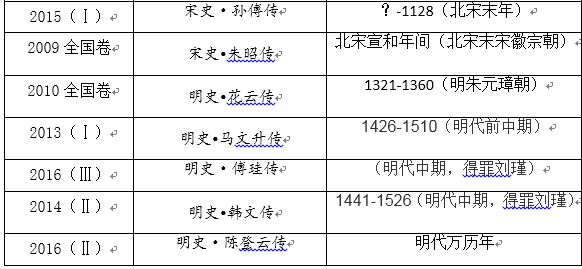 2015（Ⅰ） 宋史·孙傅传 ？-1128（北宋末年）
2009 全国卷 宋史•朱昭传 北宋宣和年间（北宋末宋徽宗朝）
2010 全国卷 明史•花云传 1321-1360（明朱元璋朝）
2013（Ⅰ） 明史•马文升传 1426-1510（明代前中期）
2016（Ⅲ） 明史·傅珪传 （明代中期，得罪刘瑾）
2014（Ⅱ） 明史•韩文传 1441-1526（明代中期，得罪刘瑾）
2016（Ⅱ） 明史·陈登云传 明代万历年